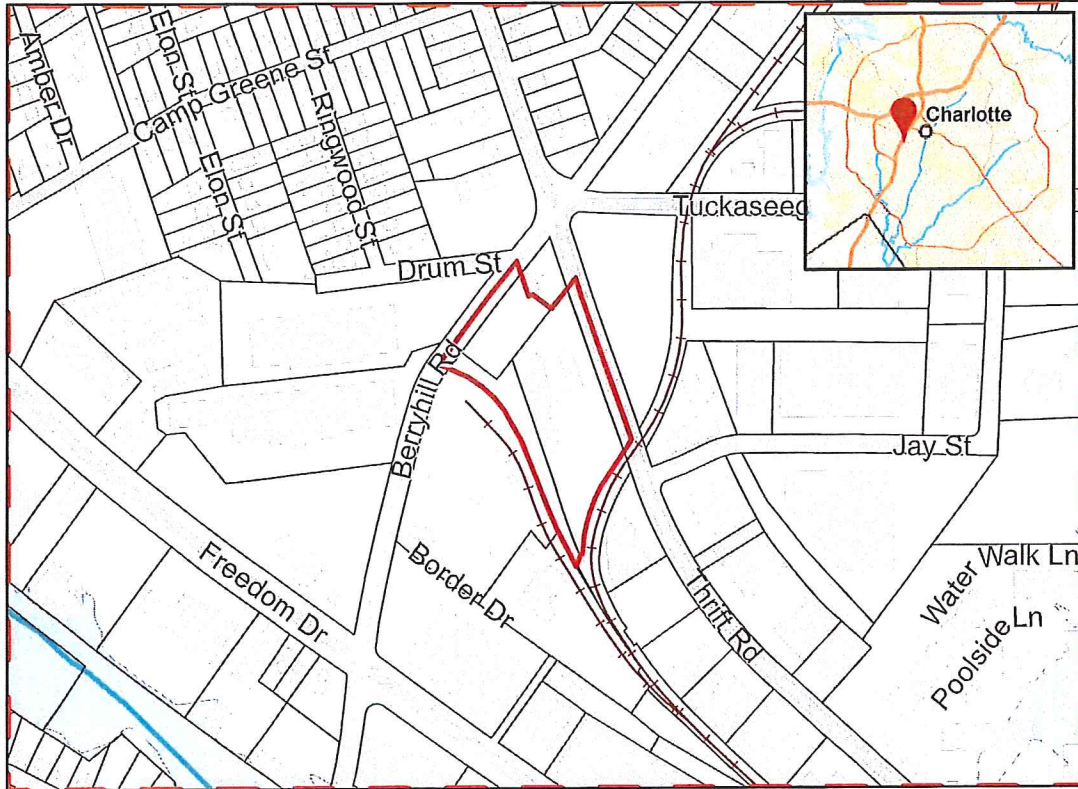 Amber Dr
Elon St
Camp Greene St
Ringwood St
Elon St
Drum St
Charlotte
Berryhill Rd
Jay St
Freedom Dr
Border Dr
Thrift Rd
Water Walk Ln
Poolside Ln